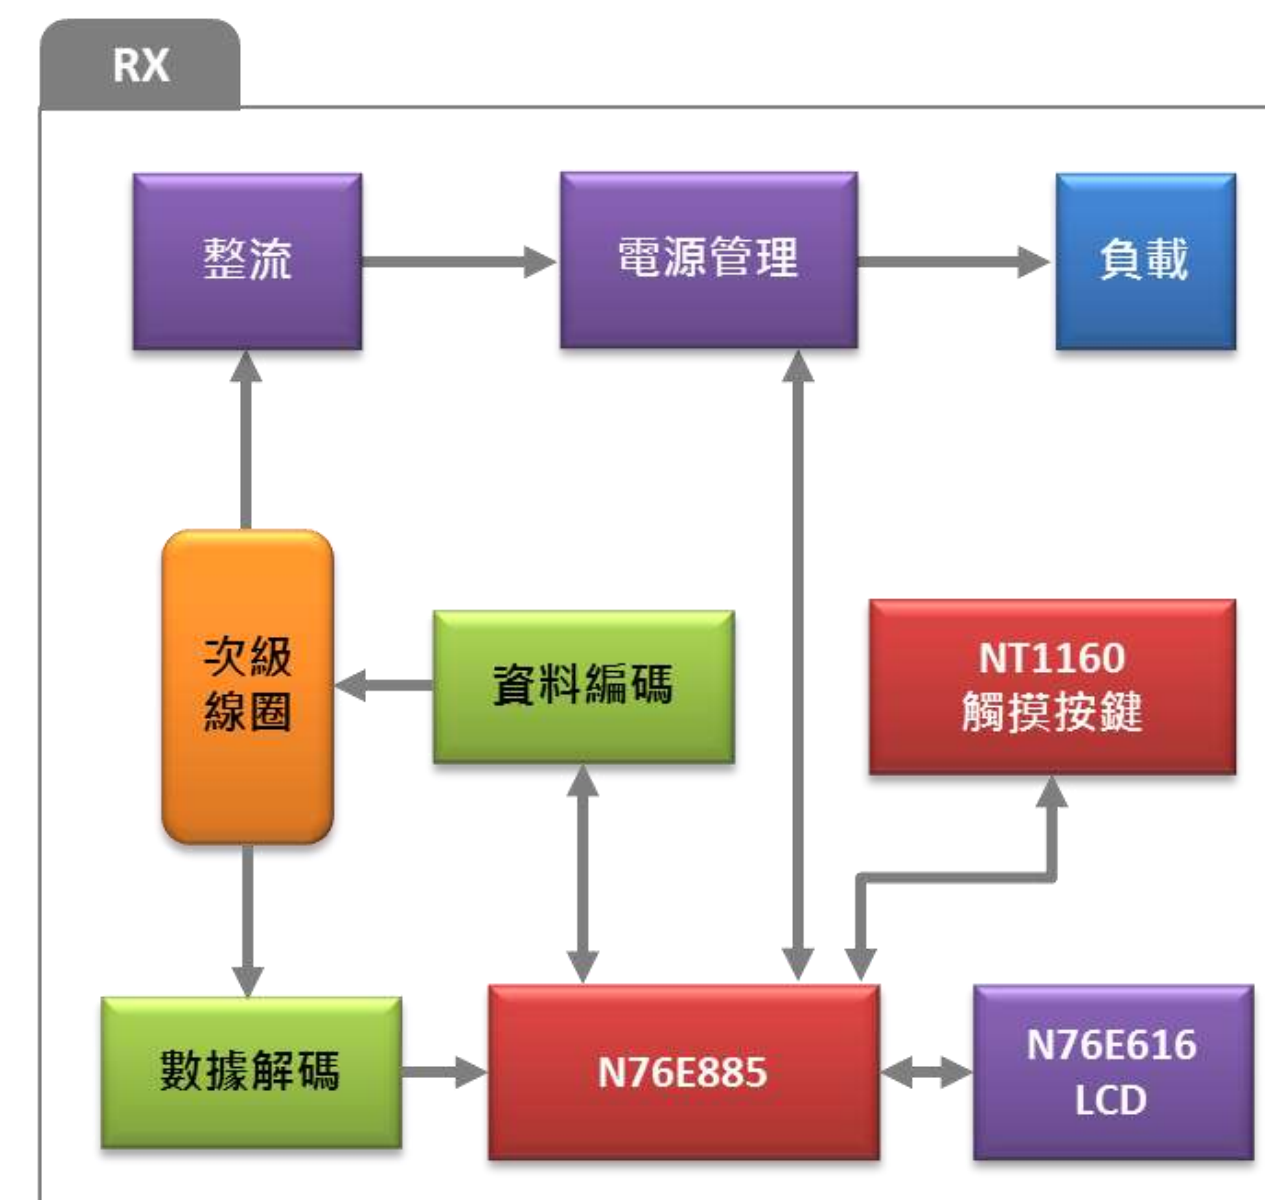 RX
整流
電源管理
負載
次級
線圈
資料編碼
NT1160
觸摸按鍵
數據解碼
N76E885
N76E616
LCD